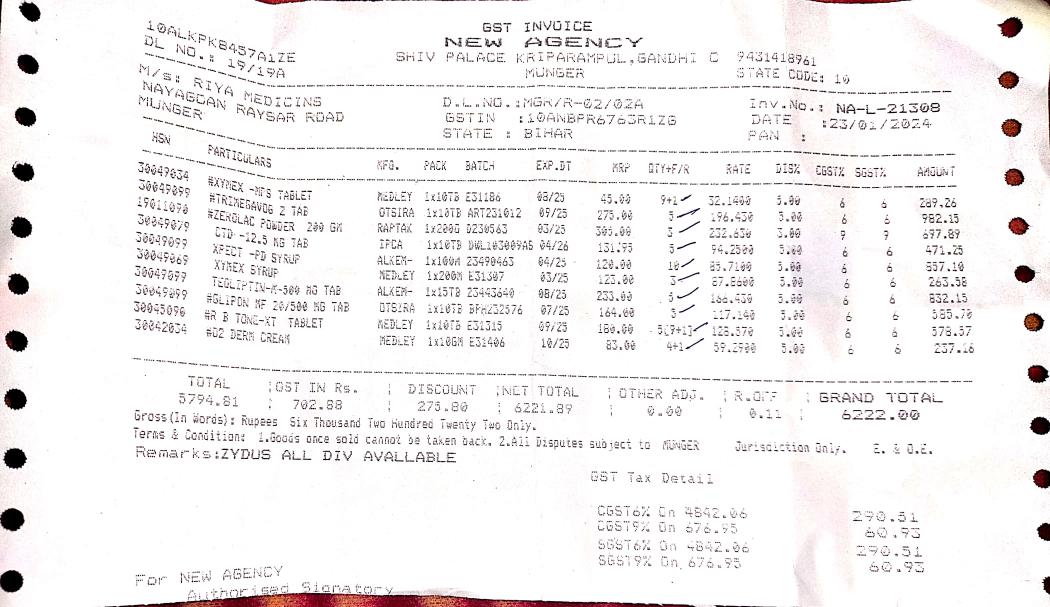 GST INVOICE
10ALKPK8457A1ZE NEW AGENCY
DL NO.: 19/19A SHIV PALACE KRIPARAMPUL,GANDHI C 9431418961
MUNGER STATE CODE: 10
M/s: RIYA MEDICINS D.L.NO.:MGR/R-02/02A Inv.No.: NA-L-21308
NAYAGOAN RAYSAR ROAD GSTIN :10ANBPR6763R1ZG DATE :23/01/2024
MUNGER STATE : BIHAR PAN :
HSN PARTICULARS MFG. PACK BATCH EXP.DT MRP QTY+F/R RATE DIS% CGST% SGST% AMOUNT
30049034 #XYMEX -MPS TABLET MEDLEY 1x10TB E31186 08/25 45.00 9+1 32.1400 5.00 6 6 289.26
30049099 #TRIMEGAVOG 2 TAB OTSIRA 1x10TB ART231012 09/25 275.00 5 196.430 5.00 6 6 982.15
19011090 #ZEROLAC POWDER 200 GM RAPTAK 1x200G 0230563 03/25 305.00 3 232.630 3.00 9 9 697.89
30049079 CTD -12.5 MG TAB IPCA 1x10TB DWL103009AS 04/26 131.95 5 94.2500 5.00 6 6 471.25
30049099 XPECT -PD SYRUP ALKEM- 1x100M 23490463 04/25 120.00 10 85.7100 5.00 6 6 857.10
30049069 XYMEX SYRUP MEDLEY 1x200M E31307 03/25 123.00 3 87.8600 5.00 6 6 263.58
30049099 TEGLIPTIN-M-500 MG TAB ALKEM- 1x15TB 23443640 08/25 233.00 5 166.430 5.00 6 6 832.15
30049099 #GLIPON MF 20/500 MG TAB OTSIRA 1x10TB BPH232576 07/25 164.00 5 117.140 5.00 6 6 585.70
30045090 #R B TONE-XT TABLET MEDLEY 1x10TB E31315 09/25 180.00 5[9+1] 128.570 5.00 6 6 578.57
30042034 #D2 DERM CREAM MEDLEY 1x10GM E31406 10/25 83.00 4+1 59.2900 5.00 6 6 237.16
TOTAL GST IN Rs. DISCOUNT NET TOTAL OTHER ADJ. R.OFF GRAND TOTAL
5794.81 702.88 275.80 6221.89 0.00 0.11 6222.00
Gross(In Words): Rupees Six Thousand Two Hundred Twenty Two Only.
Terms & Condition: 1.Goods once sold cannot be taken back. 2.All Disputes subject to MUNGER Jurisdiction Only. E. & O.E.
Remarks:ZYDUS ALL DIV AVALLABLE
GST Tax Detail
CGST6% On 4842.06 290.51
CGST9% On 676.95 60.93
SGST6% On 4842.06 290.51
SGST9% On 676.95 60.93
For NEW AGENCY
Authorised Signatory